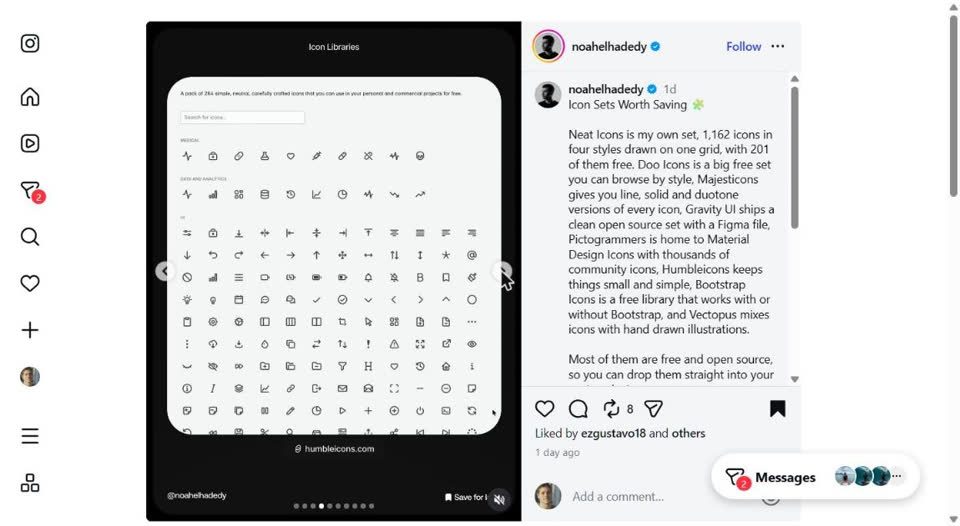 Icon Libraries
A pack of 264 simple, neutral, carefully crafted icons that you can use in your personal and commercial projects for free.
Search for icons...
MEDICAL
DATA AND ANALYTICS
UI
humbleicons.com
@noahelhadedy
Save for
noahelhadedy
Follow
noahelhadedy 1d
Icon Sets Worth Saving
Neat Icons is my own set, 1,162 icons in
four styles drawn on one grid, with 201
of them free. Doo Icons is a big free set
you can browse by style, Majesticons
gives you line, solid and duotone
versions of every icon, Gravity UI ships a
clean open source set with a Figma file,
Pictogrammers is home to Material
Design Icons with thousands of
community icons, Humbleicons keeps
things small and simple, Bootstrap
Icons is a free library that works with or
without Bootstrap, and Vectopus mixes
icons with hand drawn illustrations.
Most of them are free and open source,
so you can drop them straight into your
8
Liked by ezgustavo18 and others
1 day ago
Add a comment...
2
2
Messages